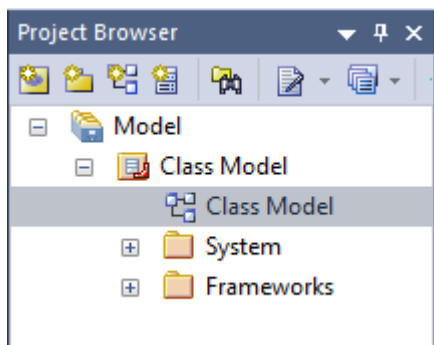 Project Browser
Model
Class Model
Class Model
System
Frameworks